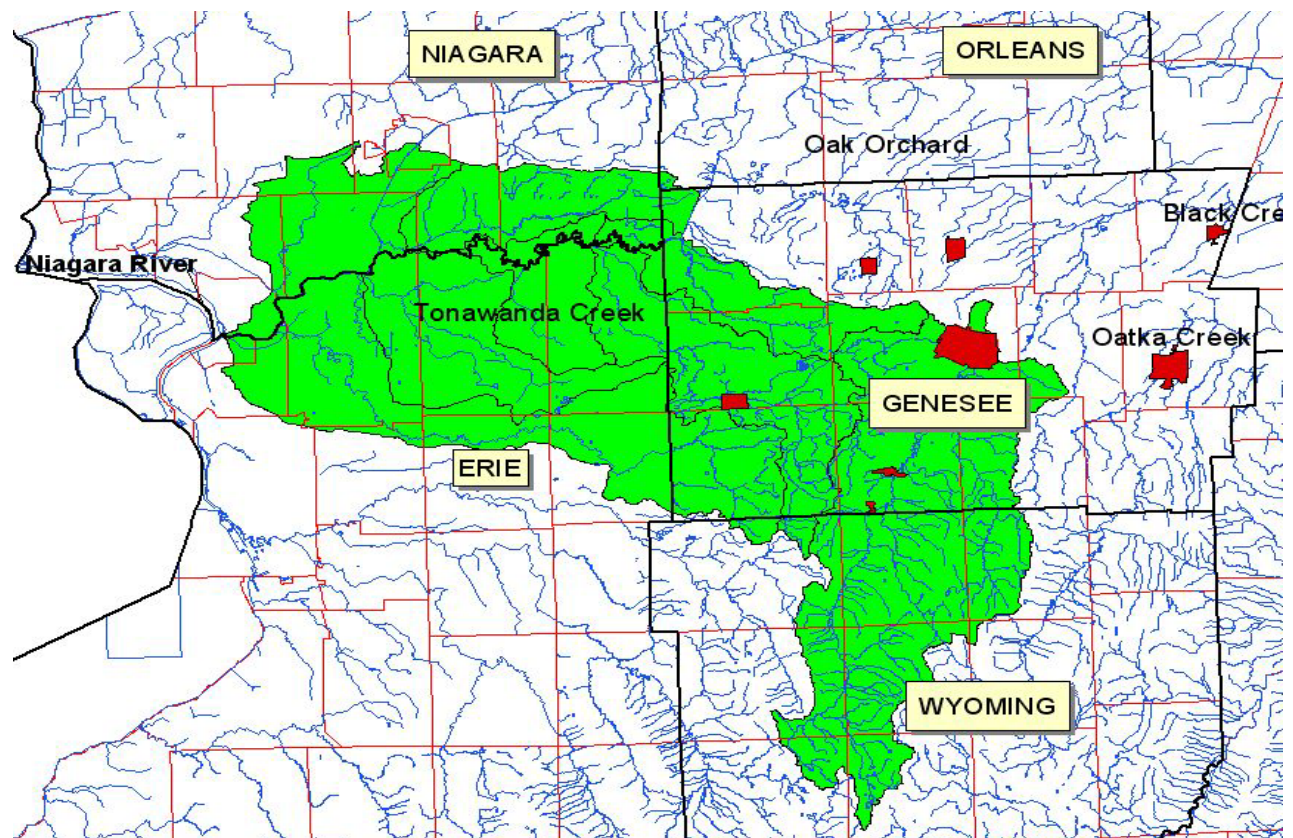 NIAGARA
ORLEANS
Oak Orchard
Black Cre
Niagara River
Tonawanda Creek
Oatka Creek
GENESEE
ERIE
WYOMING